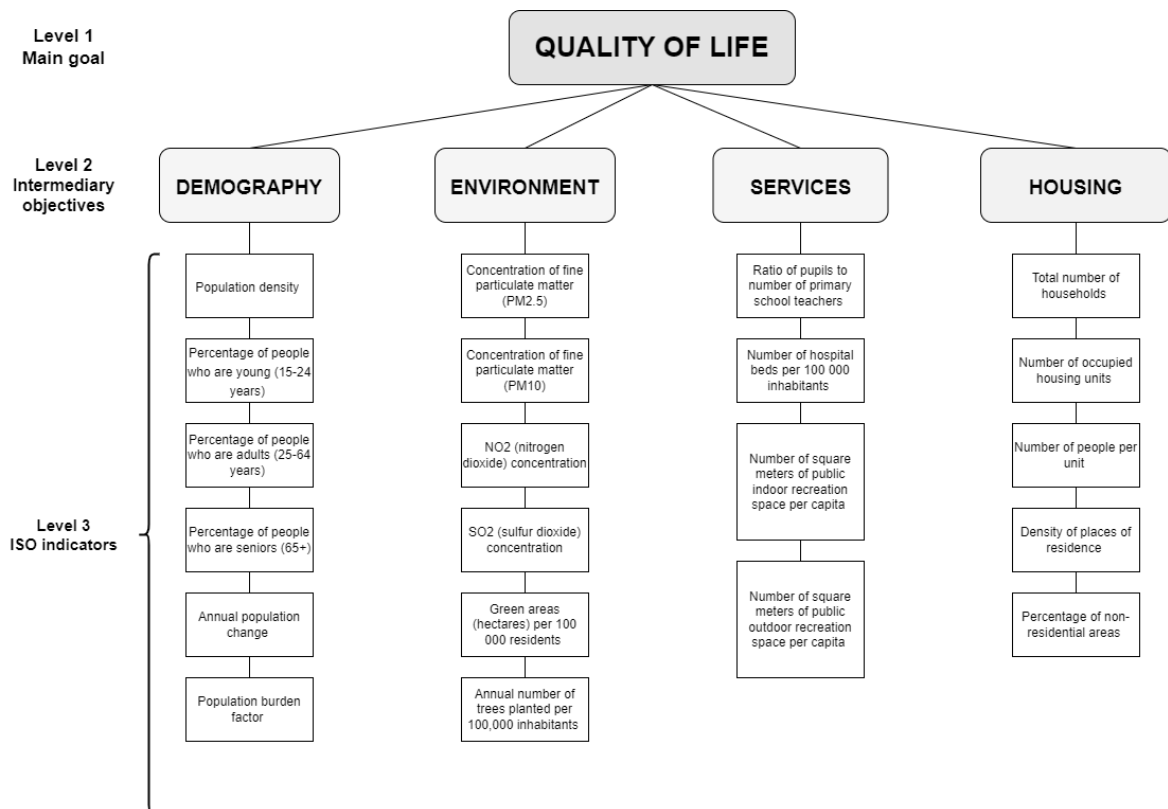 Level 1
Main goal
QUALITY OF LIFE
Level 2
Intermediary
objectives
DEMOGRAPHY
ENVIRONMENT
SERVICES
HOUSING
Level 3
ISO indicators
Population density
Percentage of people
who are young (15-24
years)
Percentage of people
who are adults (25-64
years)
Percentage of people
who are seniors (65+)
Annual population
change
Population burden
factor
Concentration of fine
particulate matter
(PM2.5)
Concentration of fine
particulate matter
(PM10)
NO2 (nitrogen
dioxide) concentration
SO2 (sulfur dioxide)
concentration
Green areas
(hectares) per 100
000 residents
Annual number of
trees planted per
100,000 inhabitants
Ratio of pupils to
number of primary
school teachers
Number of hospital
beds per 100 000
inhabitants
Number of square
meters of public
indoor recreation
space per capita
Number of square
meters of public
outdoor recreation
space per capita
Total number of
households
Number of occupied
housing units
Number of people per
unit
Density of places of
residence
Percentage of non-
residential areas